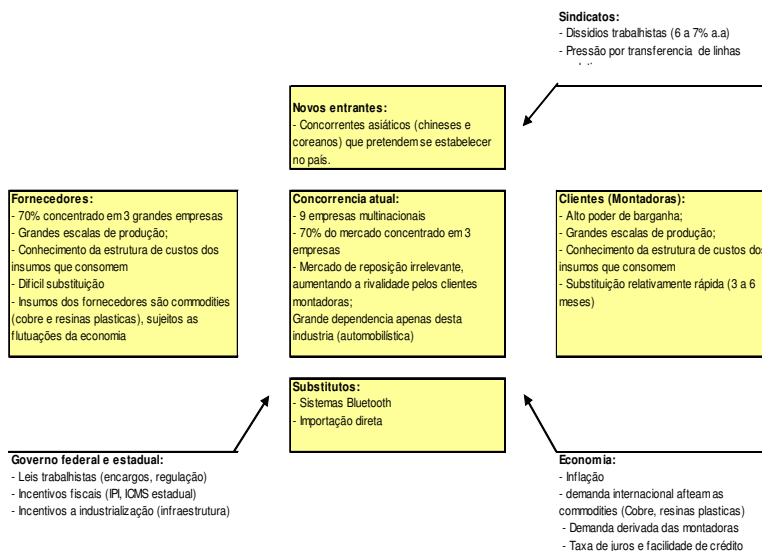 Sindicatos:
- Dissidios trabalhistas (6 a 7% a.a)
- Pressão por transferencia de linhas
Novos entrantes:
- Concorrentes asiáticos (chineses e
coreanos) que pretendem se estabelecer
no país.
Fornecedores:
- 70% concentrado em 3 grandes empresas
- Grandes escalas de produção;
- Conhecimento da estrutura de custos dos
insumos que consomem
- Difícil substituição
- Insumos dos fornecedores são commodities
(cobre e resinas plasticas), sujeitos as
flutuações da economia
Concorrencia atual:
- 9 empresas multinacionais
- 70% do mercado concentrado em 3
empresas
- Mercado de reposição irrelevante,
aumentando a rivalidade pelos clientes
montadoras;
Grande dependencia apenas desta
industria (automobilística)
Clientes (Montadoras):
- Alto poder de barganha;
- Grandes escalas de produção;
- Conhecimento da estrutura de custos dos
insumos que consomem
- Substituição relativamente rápida (3 a 6
meses)
Substitutos:
- Sistemas Bluetooth
- Importação direta
Governo federal e estadual:
- Leis trabalhistas (encargos, regulação)
- Incentivos fiscais (IPI, ICMS estadual)
- Incentivos a industrialização (infraestrutura)
Economia:
- Inflação
- demanda internacional afteam as
commodities (Cobre, resinas plasticas)
- Demanda derivada das montadoras
- Taxa de juros e facilidade de crédito